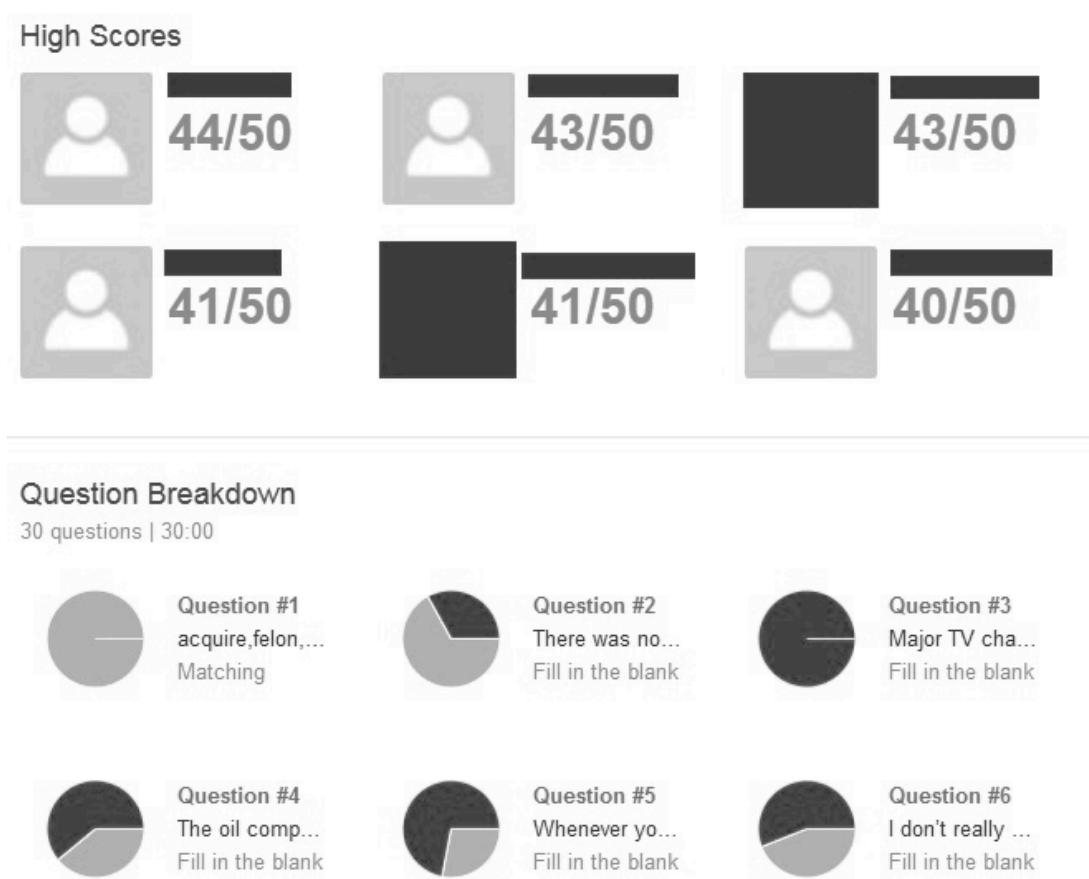 High Scores
44/50
43/50
43/50
41/50
41/50
40/50
Question Breakdown
30 questions | 30:00
Question #1
acquire,felon,...
Matching
Question #2
There was no...
Fill in the blank
Question #3
Major TV cha...
Fill in the blank
Question #4
The oil comp...
Fill in the blank
Question #5
Whenever yo...
Fill in the blank
Question #6
I don't really ...
Fill in the blank